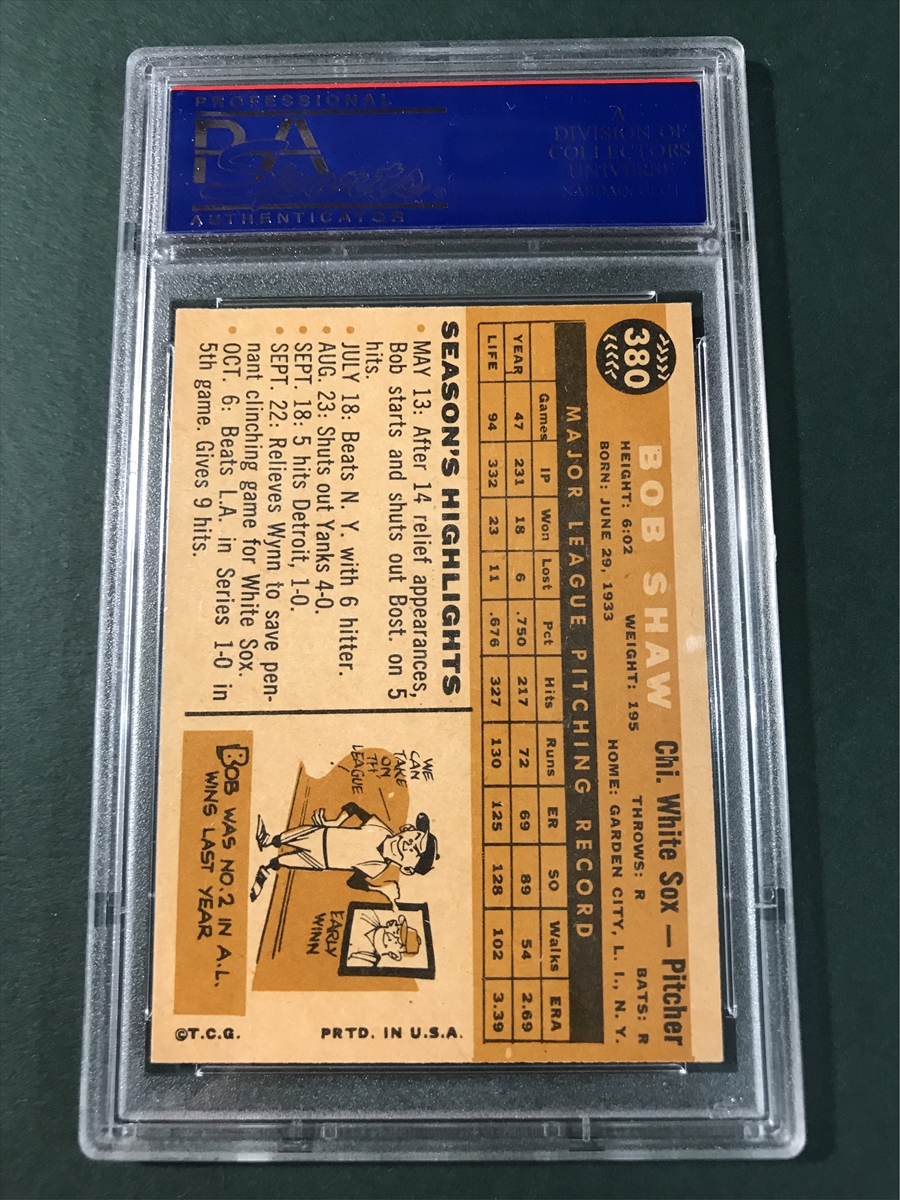 PROFESSIONAL
PSA
Sports
AUTHENTICATOR
A
DIVISION OF
COLLECTORS
UNIVERSE
380
BOB SHAW Chi. White Sox — Pitcher
HEIGHT: 6:02 WEIGHT: 195 THROWS: R BATS: R
BORN: JUNE 29, 1933 HOME: GARDEN CITY, L. I., N. Y.
MAJOR LEAGUE PITCHING RECORD
Games IP Won Lost Pct Hits Runs ER SO Walks ERA
YEAR 47 231 18 6 .750 217 72 69 89 54 2.69
LIFE 94 332 23 11 .676 327 130 125 128 102 3.39
SEASON'S HIGHLIGHTS
• MAY 13: After 14 relief appearances,
Bob starts and shuts out Bost. on 5
hits.
• JULY 18: Beats N. Y. with 6 hitter.
• AUG. 23: Shuts out Yanks 4-0.
• SEPT. 18: 5 hits Detroit, 1-0.
• SEPT. 22: Relieves Wynn to save pen-
nant clinching game for White Sox.
• OCT. 6: Beats L.A. in Series 1-0 in
5th game. Gives 9 hits.
WE
CAN
TAKE
ON
TH'
LEAGUE
EARLY
WINN
BOB WAS NO. 2 IN A.L.
WINS LAST YEAR
©T.C.G. PRTD. IN U.S.A.